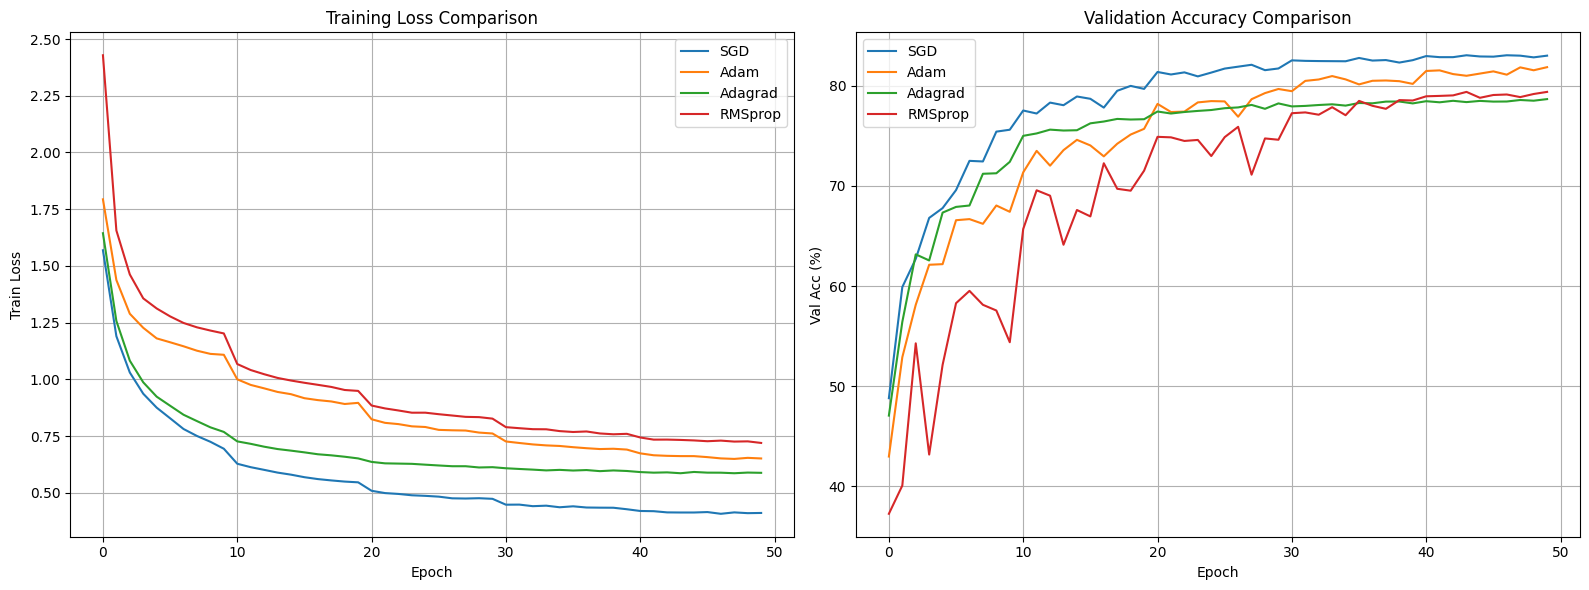 Training Loss Comparison
2.50
2.25
2.00
1.75
1.50
1.25
1.00
0.75
0.50
Train Loss
0 10 20 30 40 50
Epoch
SGD
Adam
Adagrad
RMSprop
Validation Accuracy Comparison
80
70
60
50
40
Val Acc (%)
0 10 20 30 40 50
Epoch
SGD
Adam
Adagrad
RMSprop